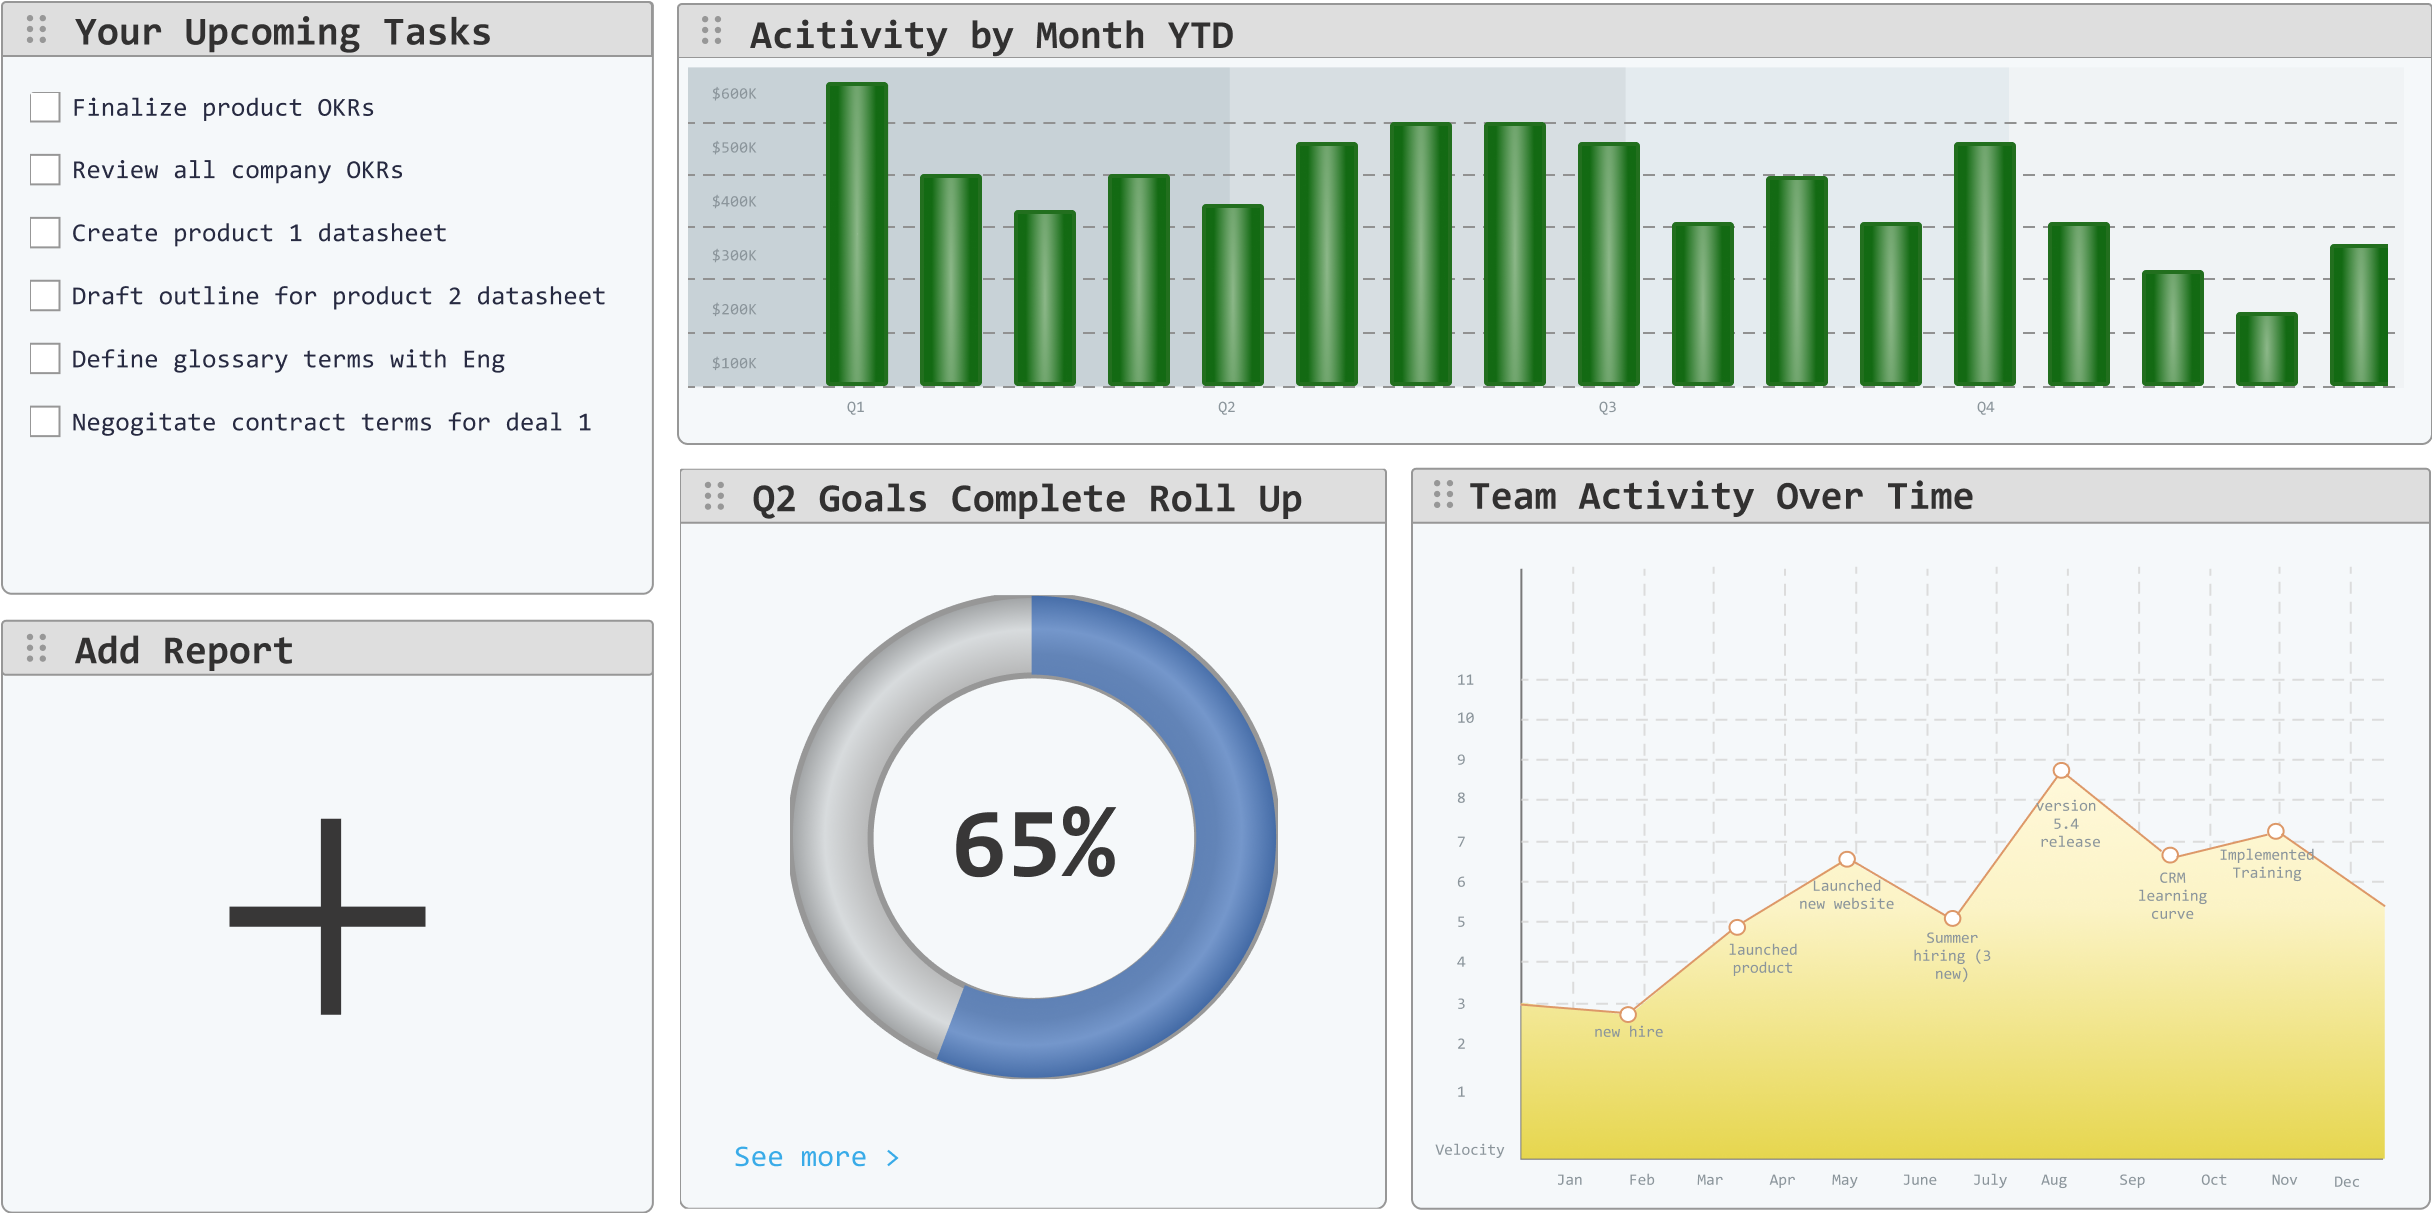 Your Upcoming Tasks
Finalize product OKRs
Review all company OKRs
Create product 1 datasheet
Draft outline for product 2 datasheet
Define glossary terms with Eng
Negogitate contract terms for deal 1
Acitivity by Month YTD
$600K
$500K
$400K
$300K
$200K
$100K
Q1 Q2 Q3 Q4
Add Report
Q2 Goals Complete Roll Up
65%
See more >
Team Activity Over Time
11
10
9
8
7
6
5
4
3
2
1
Velocity
new hire
launched
product
Launched
new website
Summer
hiring (3
new)
version
5.4
release
CRM
learning
curve
Implemented
Training
Jan Feb Mar Apr May June July Aug Sep Oct Nov Dec